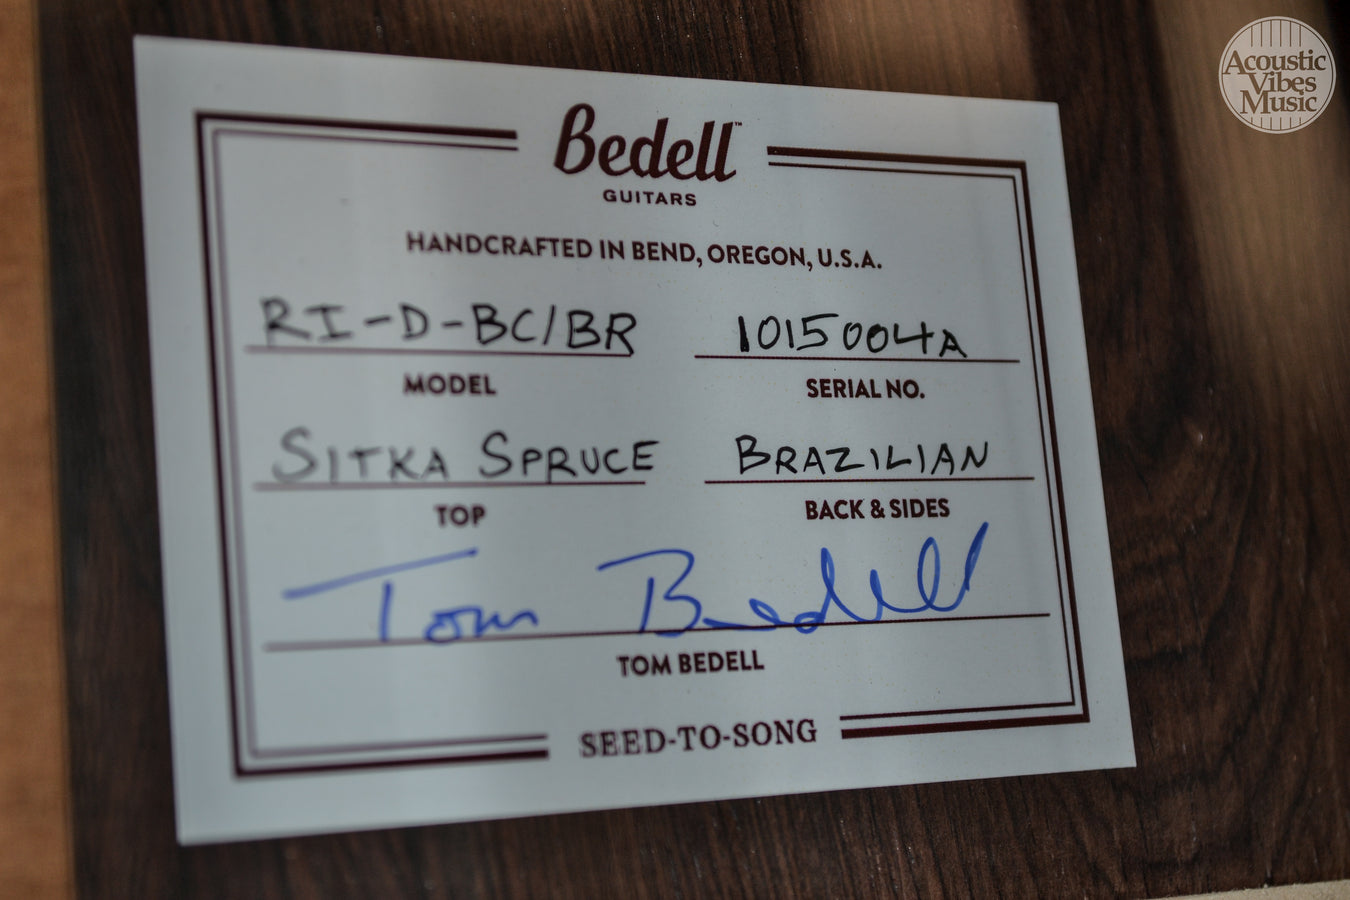 Acoustic
Vibes
Music
Bedell™
GUITARS
HANDCRAFTED IN BEND, OREGON, U.S.A.
RI-D-BC/BR 1015004A
MODEL SERIAL NO.
SITKA SPRUCE BRAZILIAN
TOP BACK & SIDES
Tom Bedell
TOM BEDELL
SEED-TO-SONG